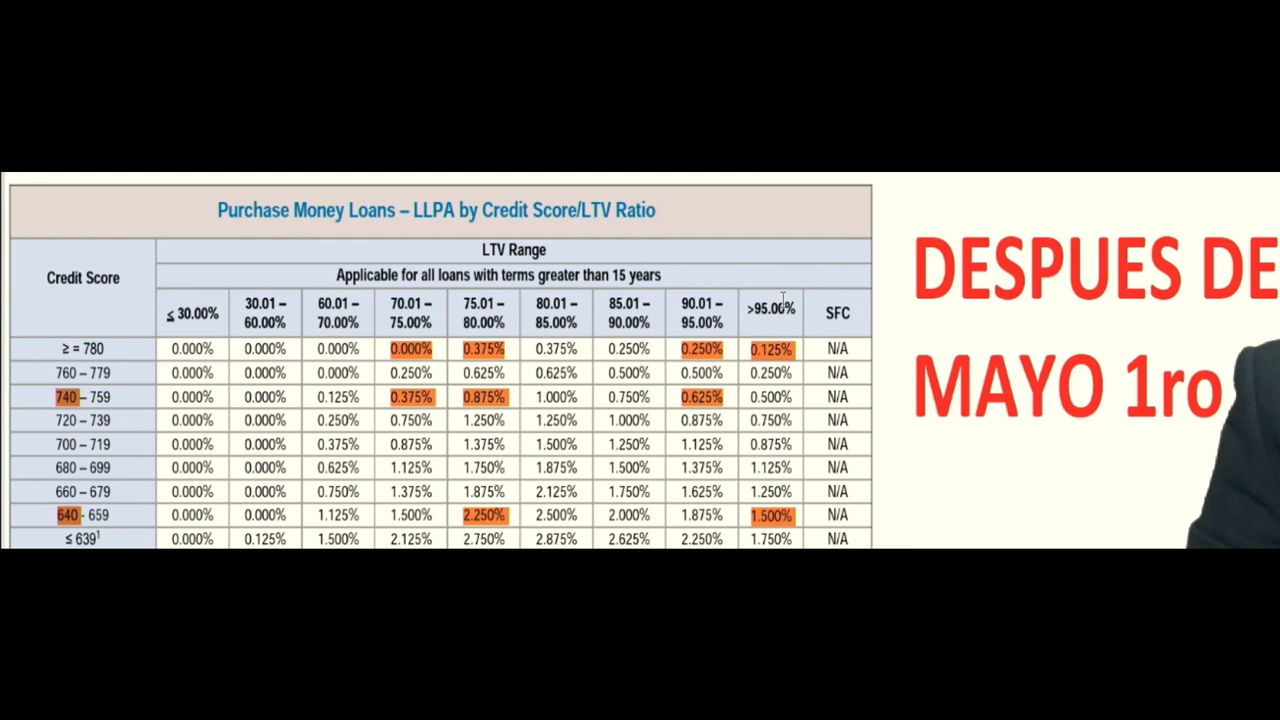 Purchase Money Loans – LLPA by Credit Score/LTV Ratio
Credit Score
LTV Range
Applicable for all loans with terms greater than 15 years
≤ 30.00% 30.01 – 60.00% 60.01 – 70.00% 70.01 – 75.00% 75.01 – 80.00% 80.01 – 85.00% 85.01 – 90.00% 90.01 – 95.00% >95.00% SFC
≥ = 780 0.000% 0.000% 0.000% 0.000% 0.375% 0.375% 0.250% 0.250% 0.125% N/A
760 – 779 0.000% 0.000% 0.000% 0.250% 0.625% 0.625% 0.500% 0.500% 0.250% N/A
740 – 759 0.000% 0.000% 0.125% 0.375% 0.875% 1.000% 0.750% 0.625% 0.500% N/A
720 – 739 0.000% 0.000% 0.250% 0.750% 1.250% 1.250% 1.000% 0.875% 0.750% N/A
700 – 719 0.000% 0.000% 0.375% 0.875% 1.375% 1.500% 1.250% 1.125% 0.875% N/A
680 – 699 0.000% 0.000% 0.625% 1.125% 1.750% 1.875% 1.500% 1.375% 1.125% N/A
660 – 679 0.000% 0.000% 0.750% 1.375% 1.875% 2.125% 1.750% 1.625% 1.250% N/A
640 - 659 0.000% 0.000% 1.125% 1.500% 2.250% 2.500% 2.000% 1.875% 1.500% N/A
≤ 639¹ 0.000% 0.125% 1.500% 2.125% 2.750% 2.875% 2.625% 2.250% 1.750% N/A
DESPUES DE
MAYO 1ro